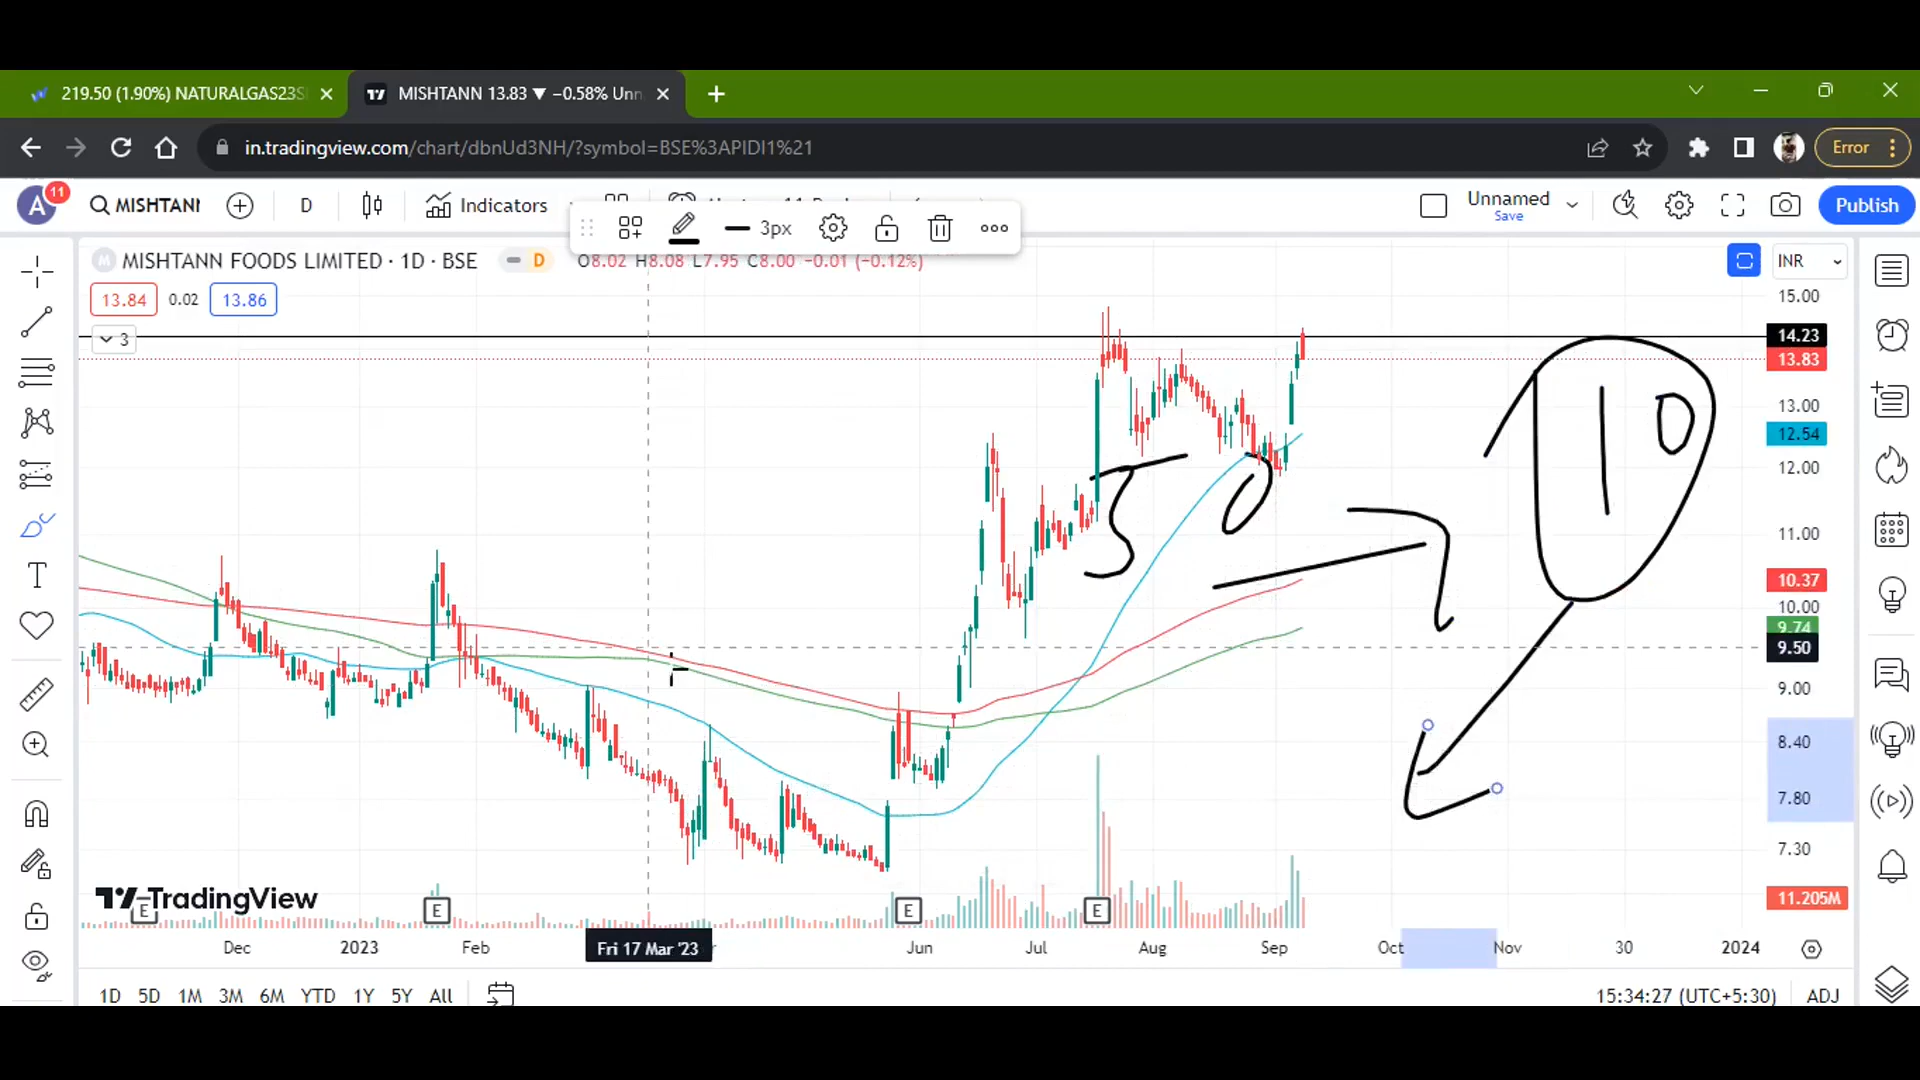 219.50 (1.90%) NATURALGAS23S
MISHTANN 13.83 ▼ −0.58% Unn
in.tradingview.com/chart/dbnUd3NH/?symbol=BSE%3APIDI1%21
Error
A
11
MISHTANN
D
Indicators
Unnamed
Save
Publish
3px
MISHTANN FOODS LIMITED · 1D · BSE
D
O8.02 H8.08 L7.95 C8.00 −0.01 (−0.12%)
INR
13.84
0.02
13.86
3
15.00
14.23
13.83
13.00
12.54
12.00
11.00
10.37
10.00
9.74
9.50
9.00
8.40
7.80
7.30
11.205M
50
10
TradingView
E
E
E
E
Dec
2023
Feb
Fri 17 Mar '23
Jun
Jul
Aug
Sep
Oct
Nov
30
2024
1D 5D 1M 3M 6M YTD 1Y 5Y All
15:34:27 (UTC+5:30)
ADJ